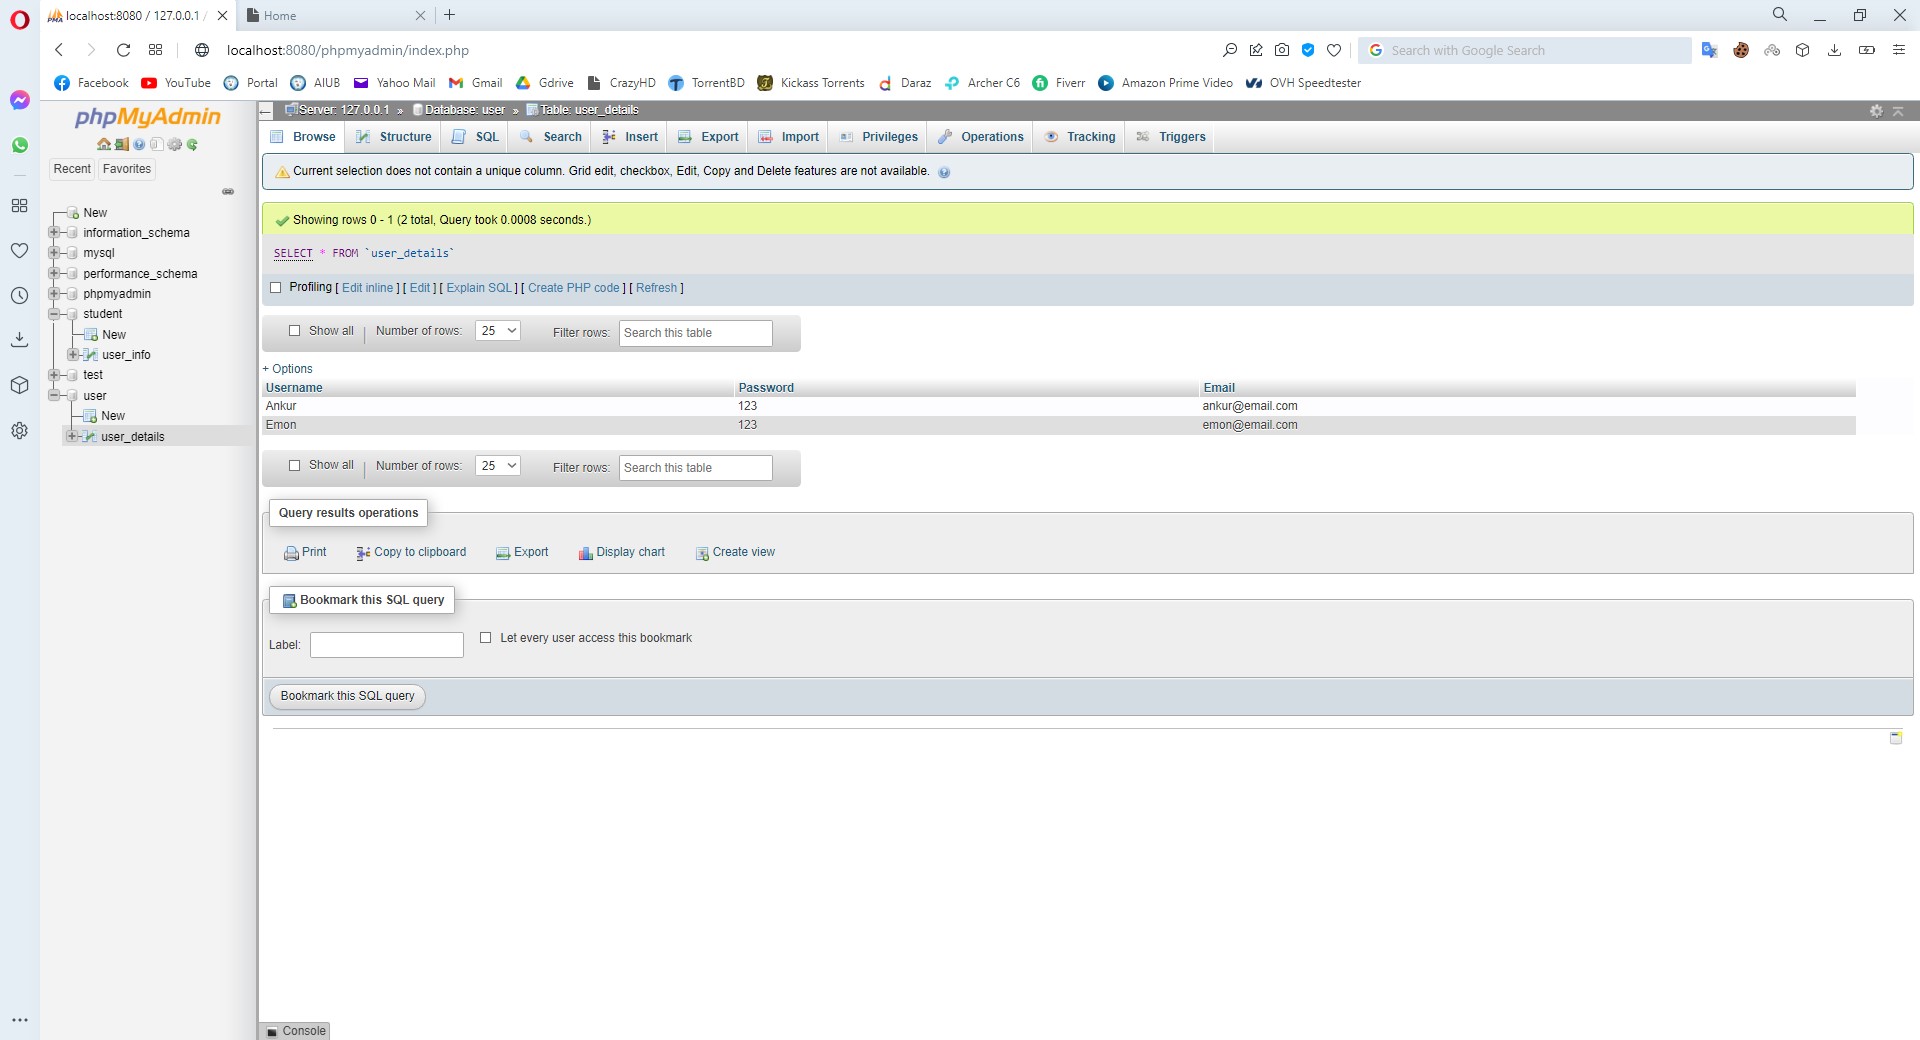 localhost:8080 / 127.0.0.1 /
Home
localhost:8080/phpmyadmin/index.php
Search with Google Search
Facebook YouTube Portal AIUB Yahoo Mail Gmail Gdrive CrazyHD TorrentBD Kickass Torrents Daraz Archer C6 Fiverr Amazon Prime Video OVH Speedtester
phpMyAdmin
Recent Favorites
New
information_schema
mysql
performance_schema
phpmyadmin
student
New
user_info
test
user
New
user_details
Server: 127.0.0.1 » Database: user » Table: user_details
Browse Structure SQL Search Insert Export Import Privileges Operations Tracking Triggers
Current selection does not contain a unique column. Grid edit, checkbox, Edit, Copy and Delete features are not available.
Showing rows 0 - 1 (2 total, Query took 0.0008 seconds.)
SELECT * FROM `user_details`
Profiling [ Edit inline ] [ Edit ] [ Explain SQL ] [ Create PHP code ] [ Refresh ]
Show all | Number of rows: 25 Filter rows: Search this table
+ Options
Username Password Email
Ankur 123 ankur@email.com
Emon 123 emon@email.com
Show all | Number of rows: 25 Filter rows: Search this table
Query results operations
Print Copy to clipboard Export Display chart Create view
Bookmark this SQL query
Label: Let every user access this bookmark
Bookmark this SQL query
Console